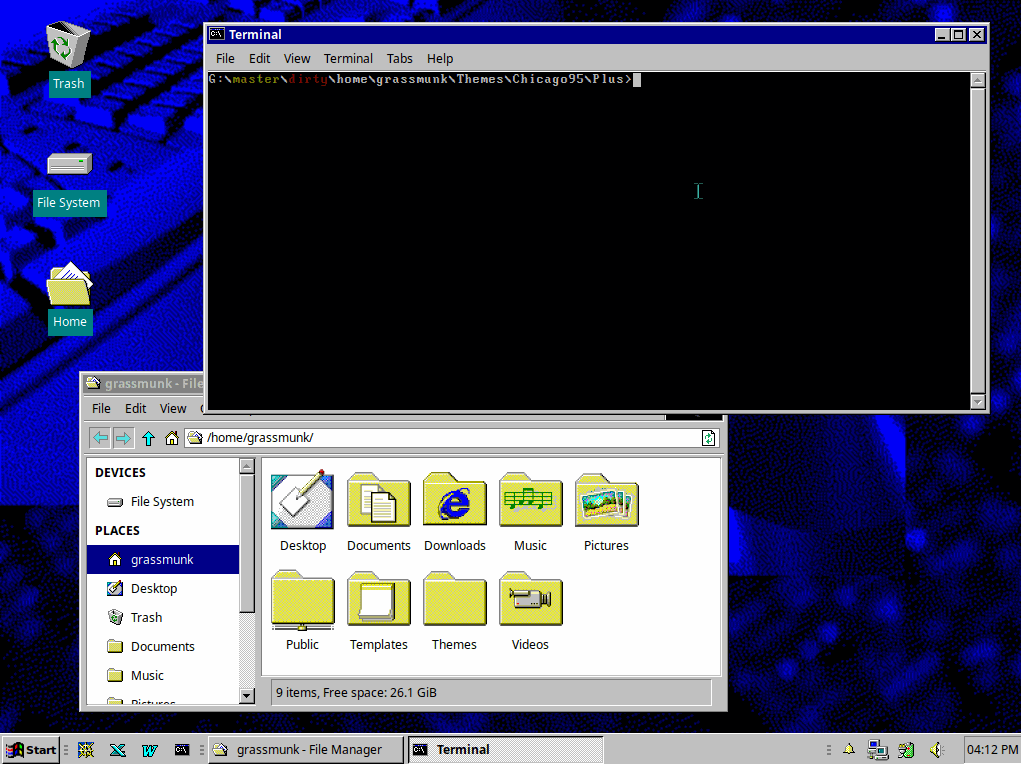 Trash
File System
Home
Terminal
File Edit View Terminal Tabs Help
G:\master\dirty\home\grassmunk\Themes\Chicago95\Plus>
grassmunk - File
File Edit View
/home/grassmunk/
DEVICES
File System
PLACES
grassmunk
Desktop
Trash
Documents
Music
Pictures
Desktop Documents Downloads Music Pictures
Public Templates Themes Videos
9 items, Free space: 26.1 GiB
Start
grassmunk - File Manager
Terminal
04:12 PM